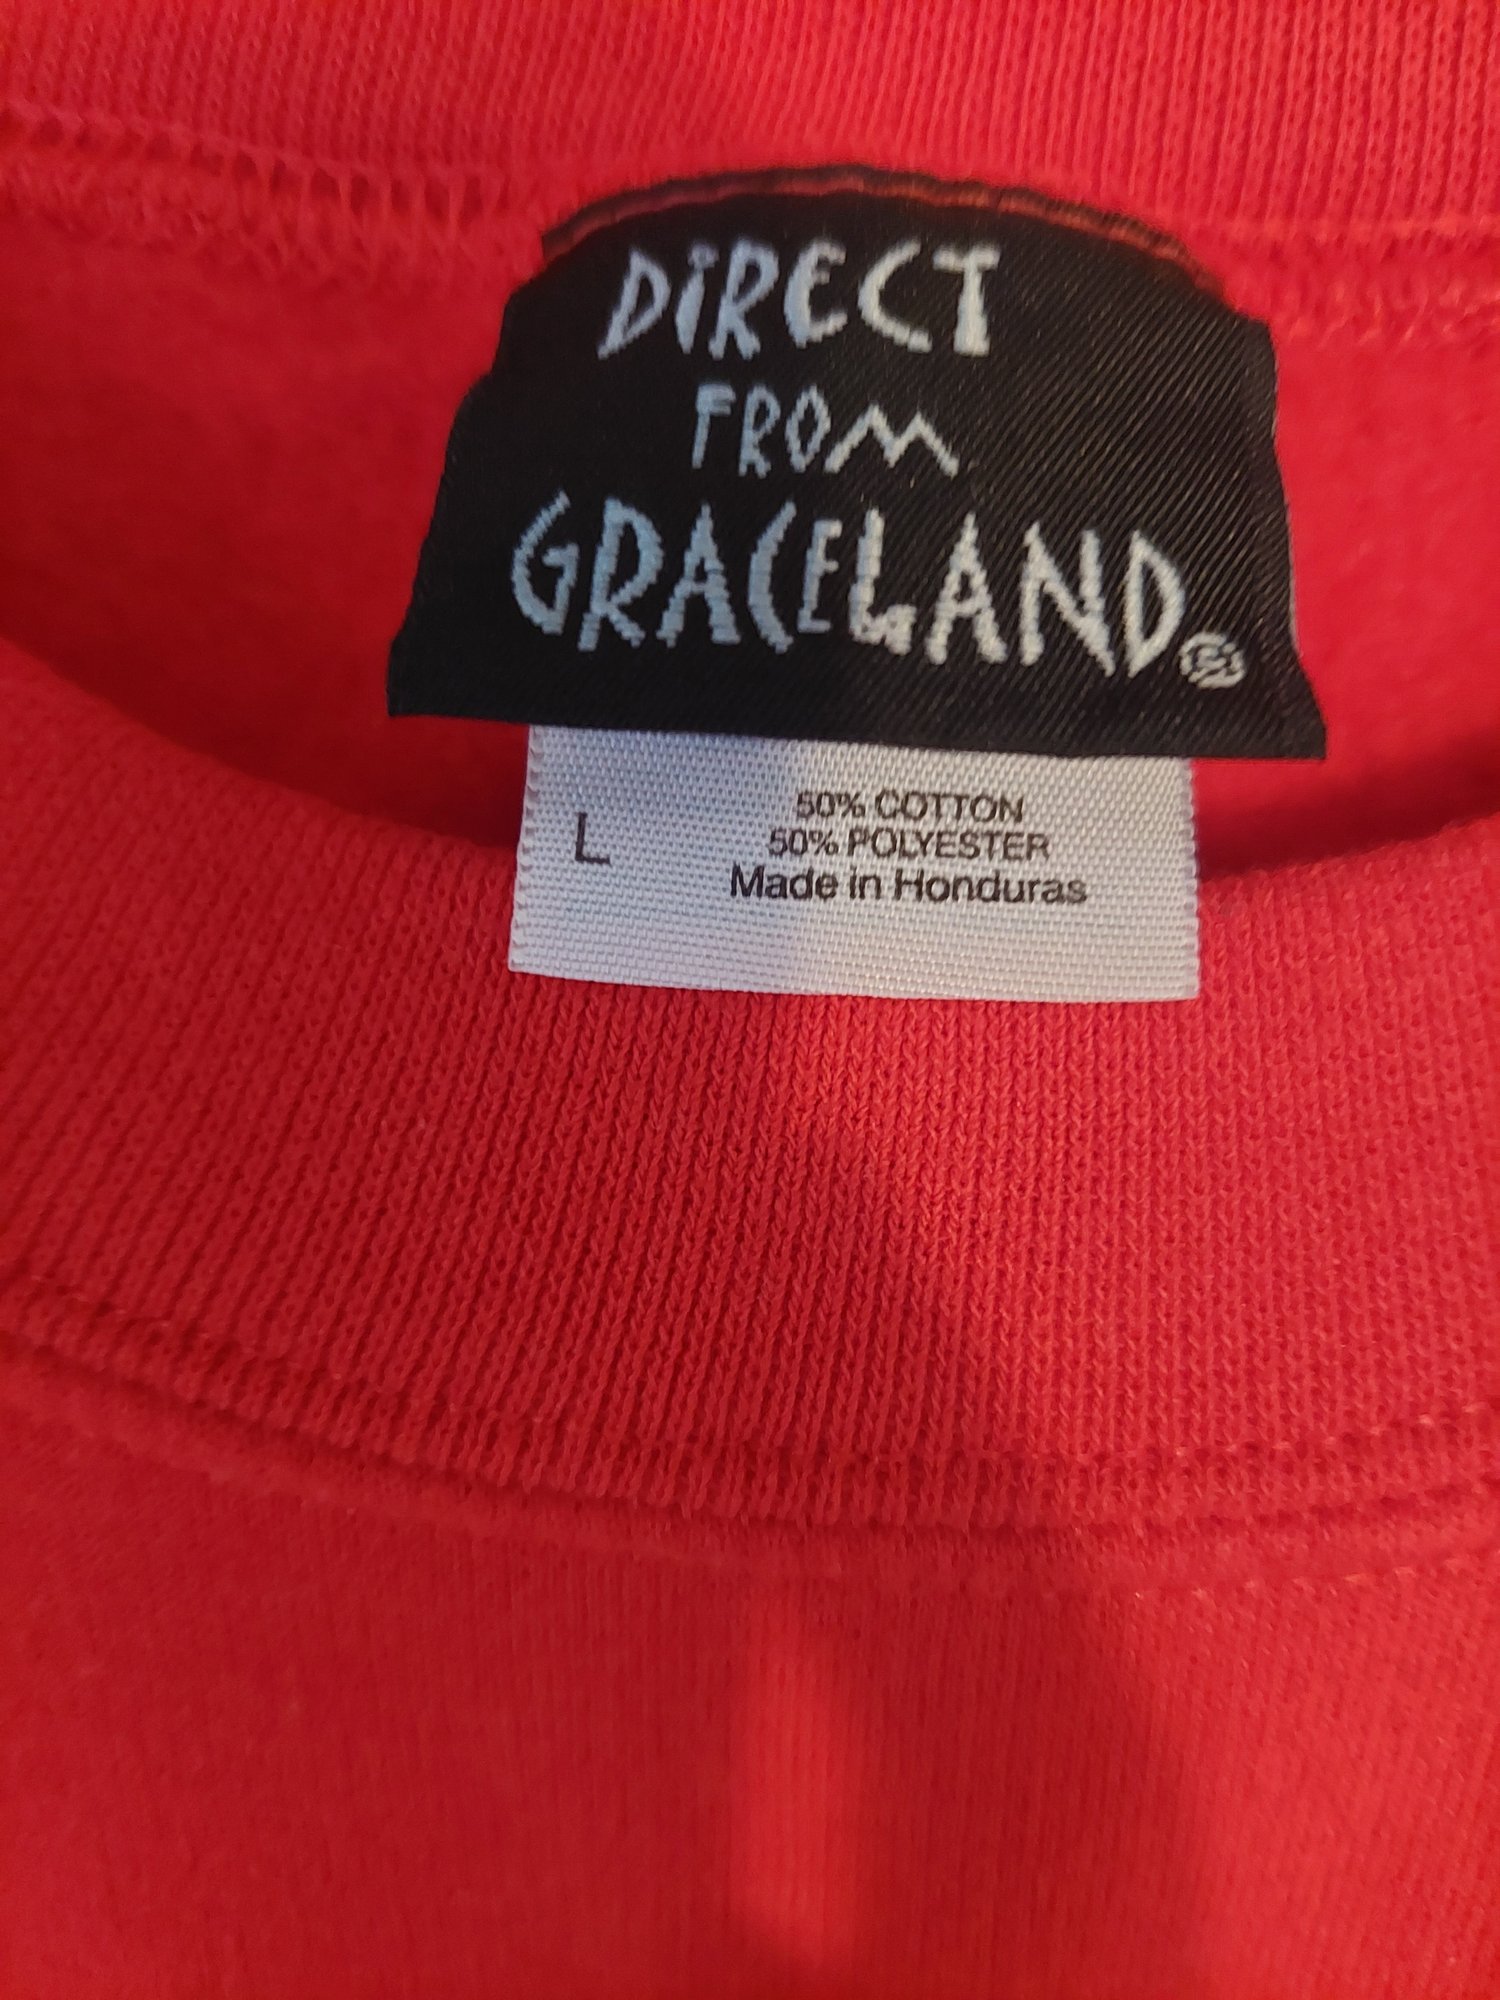 DiRECT
FROM
GRACELAND®
L
50% COTTON
50% POLYESTER
Made in Honduras